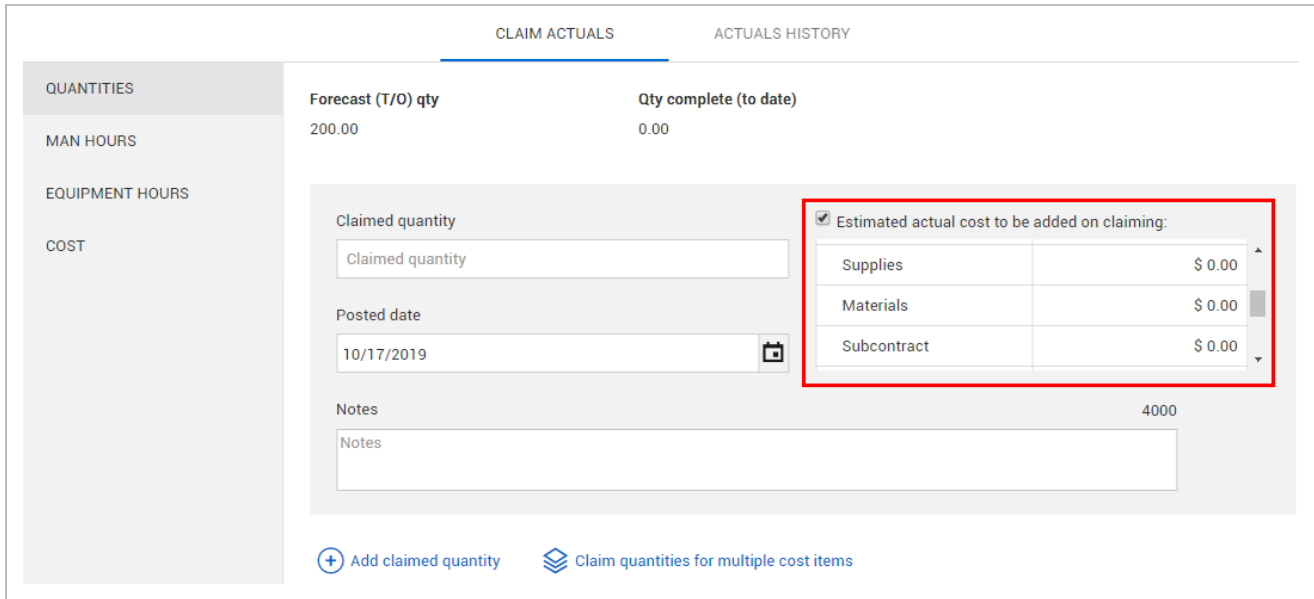 CLAIM ACTUALS ACTUALS HISTORY
QUANTITIES
MAN HOURS
EQUIPMENT HOURS
COST
Forecast (T/O) qty Qty complete (to date)
200.00 0.00
Claimed quantity
Claimed quantity
Posted date
10/17/2019
Estimated actual cost to be added on claiming:
Supplies $ 0.00
Materials $ 0.00
Subcontract $ 0.00
Notes 4000
Notes
Add claimed quantity Claim quantities for multiple cost items